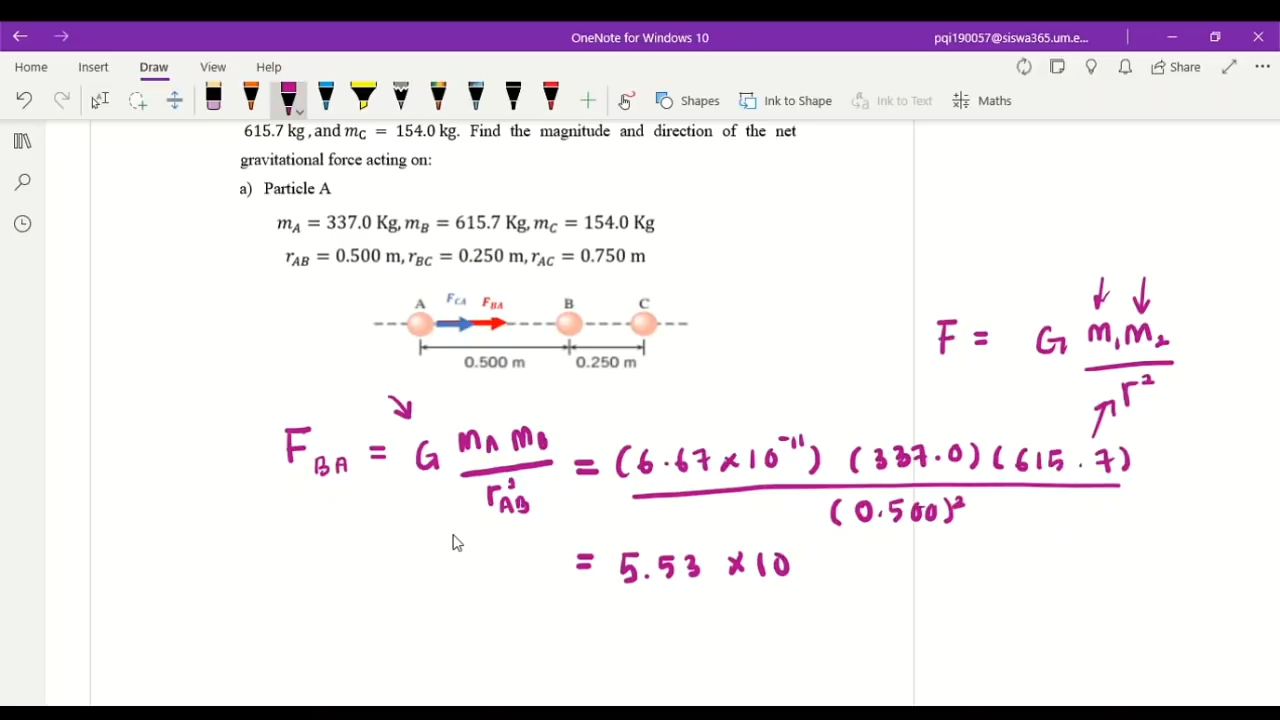 OneNote for Windows 10 pqi190057@siswa365.um.e...
Home Insert Draw View Help Share
Shapes Ink to Shape Ink to Text Maths
615.7 kg , and m_C = 154.0 kg. Find the magnitude and direction of the net
gravitational force acting on:
a) Particle A
m_A = 337.0 Kg, m_B = 615.7 Kg, m_C = 154.0 Kg
r_AB = 0.500 m, r_BC = 0.250 m, r_AC = 0.750 m
A F_CA F_BA B C
0.500 m 0.250 m
F = G m₁m₂ / r²
F_BA = G m_A m_B / r_AB² = (6.67 × 10⁻¹¹) (337.0) (615.7) / (0.500)²
= 5.53 × 10